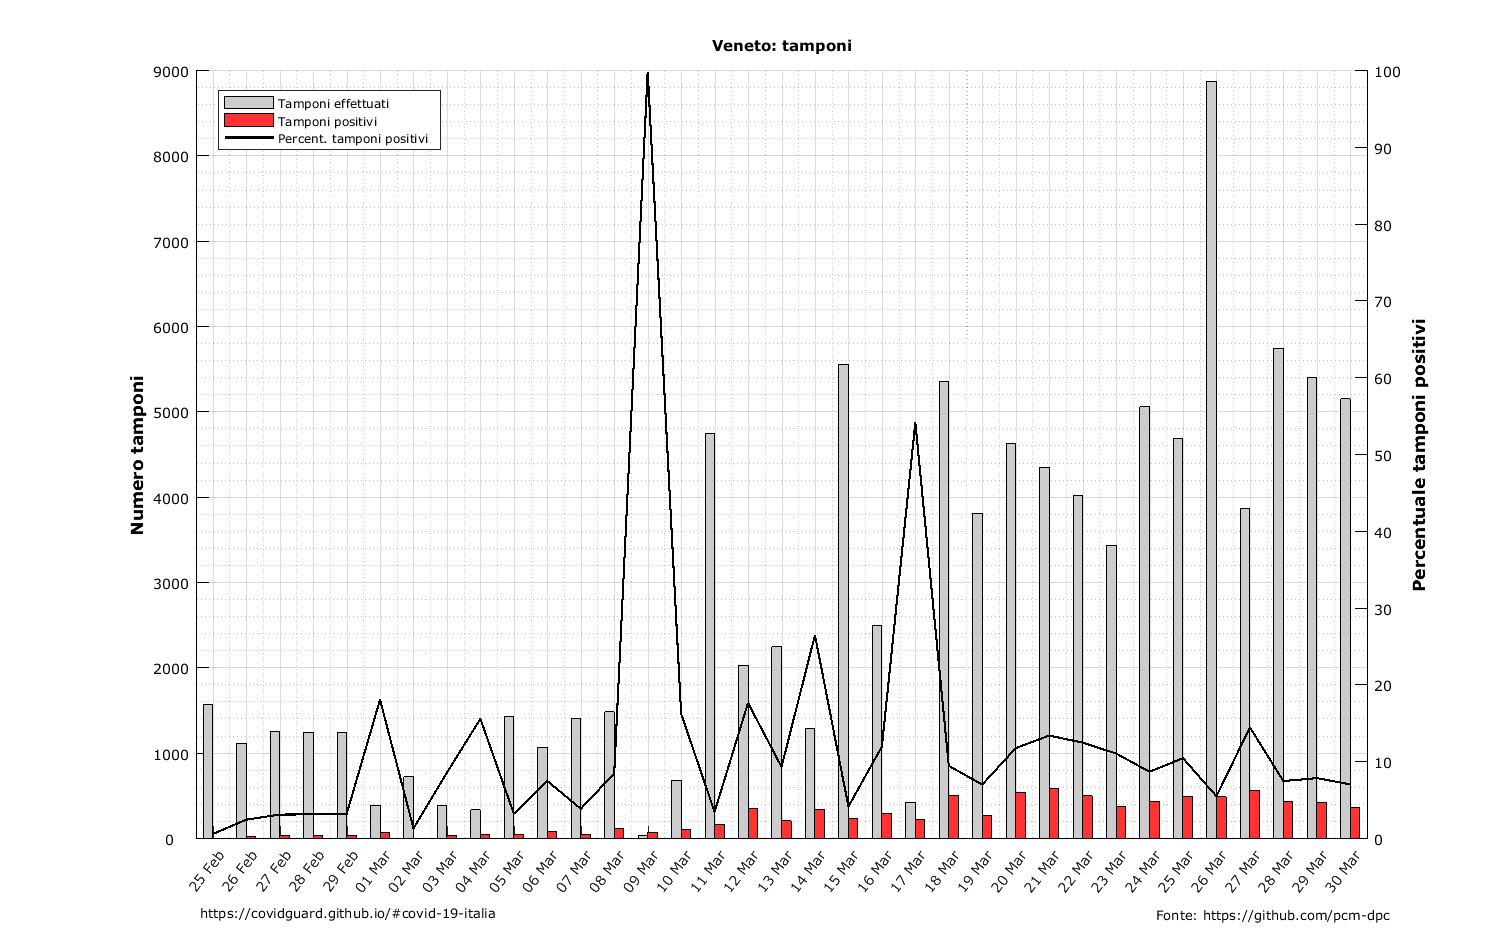 Veneto: tamponi
Tamponi effettuati
Tamponi positivi
Percent. tamponi positivi
Numero tamponi
9000
8000
7000
6000
5000
4000
3000
2000
1000
0
Percentuale tamponi positivi
100
90
80
70
60
50
40
30
20
10
0
25 Feb
26 Feb
27 Feb
28 Feb
29 Feb
01 Mar
02 Mar
03 Mar
04 Mar
05 Mar
06 Mar
07 Mar
08 Mar
09 Mar
10 Mar
11 Mar
12 Mar
13 Mar
14 Mar
15 Mar
16 Mar
17 Mar
18 Mar
19 Mar
20 Mar
21 Mar
22 Mar
23 Mar
24 Mar
25 Mar
26 Mar
27 Mar
28 Mar
29 Mar
30 Mar
https://covidguard.github.io/#covid-19-italia
Fonte: https://github.com/pcm-dpc